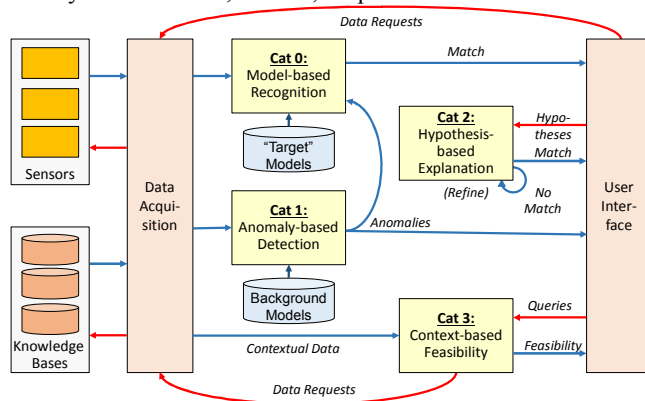 Data Requests
Cat 0:
Model-based
Recognition
Match
"Target"
Models
Sensors
Cat 2:
Hypothesis-
based
Explanation
Hypo-
theses
Match
(Refine)
No
Match
Data
Acqui-
sition
User
Inter-
face
Cat 1:
Anomaly-based
Detection
Anomalies
Background
Models
Knowledge
Bases
Contextual Data
Cat 3:
Context-based
Feasibility
Queries
Feasibility
Data Requests